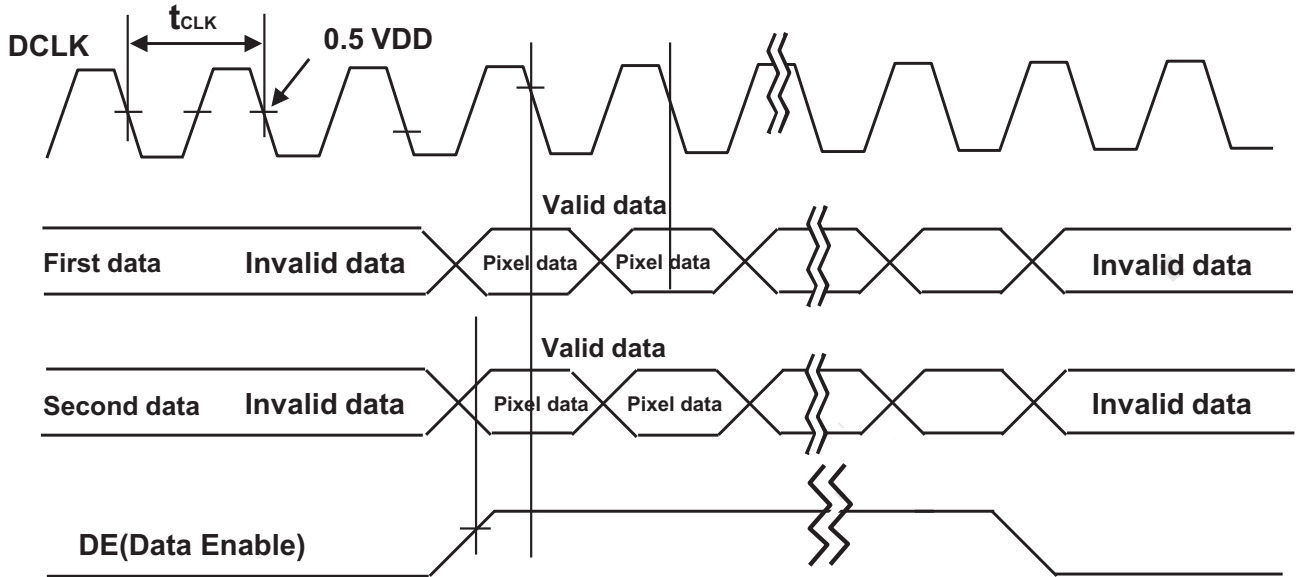 tCLK
DCLK
0.5 VDD
Valid data
First data Invalid data Pixel data Pixel data Invalid data
Valid data
Second data Invalid data Pixel data Pixel data Invalid data
DE(Data Enable)